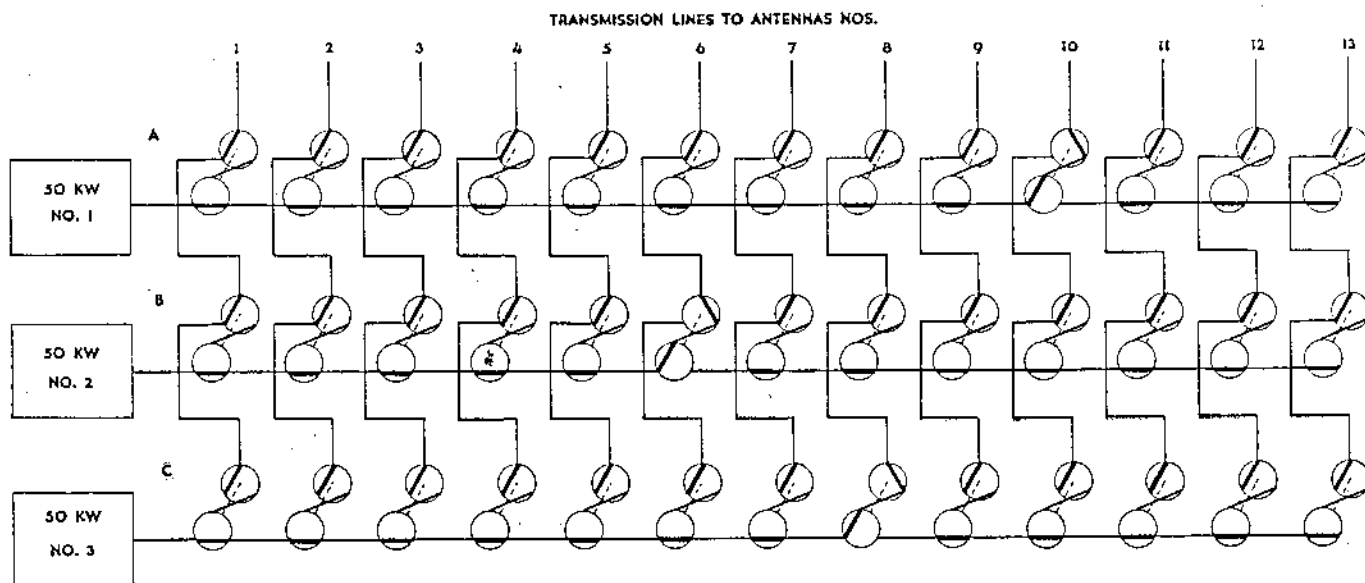 TRANSMISSION LINES TO ANTENNAS NOS.
1 2 3 4 5 6 7 8 9 10 11 12 13
A
50 KW
NO. 1
B
50 KW
NO. 2
C
50 KW
NO. 3